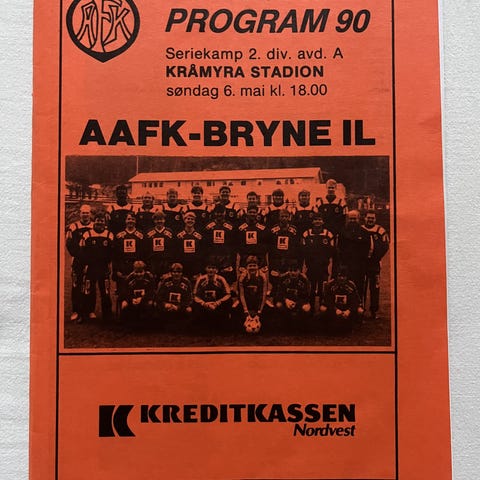 AFK
PROGRAM 90
Seriekamp 2. div. avd. A
KRÅMYRA STADION
søndag 6. mai kl. 18.00
AAFK-BRYNE IL
K KREDITKASSEN
Nordvest